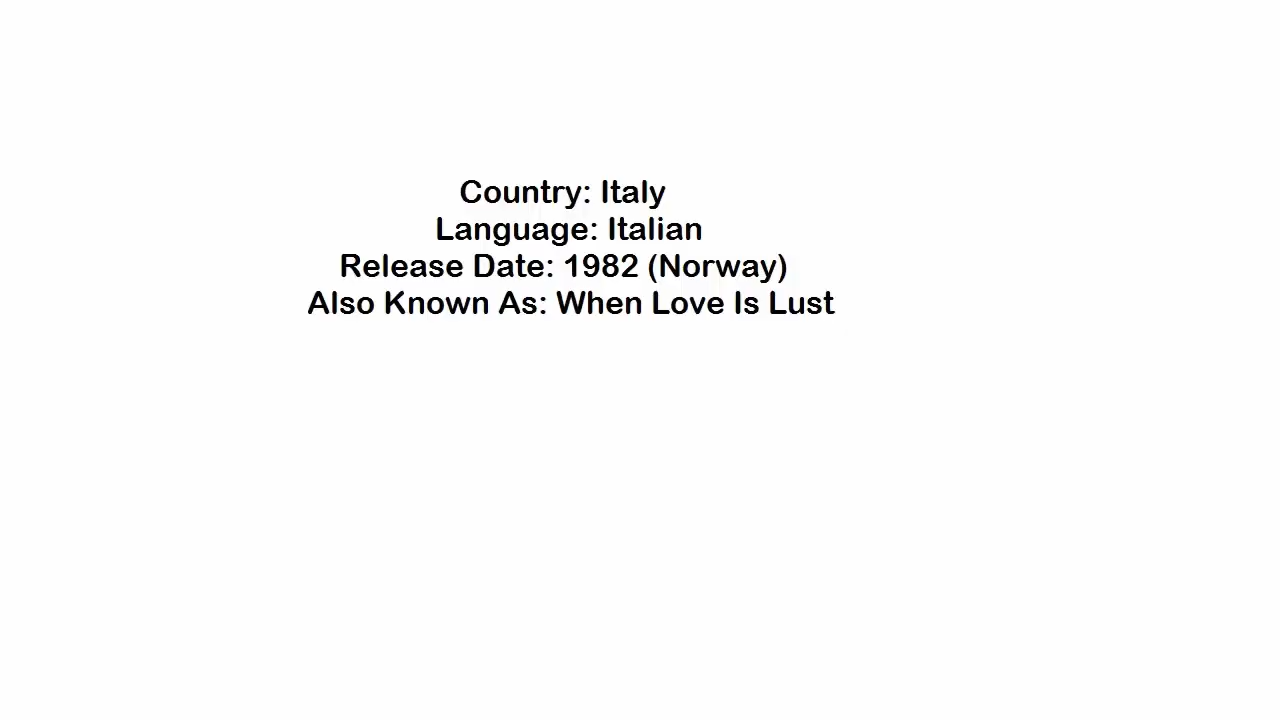 Country: Italy
Language: Italian
Release Date: 1982 (Norway)
Also Known As: When Love Is Lust